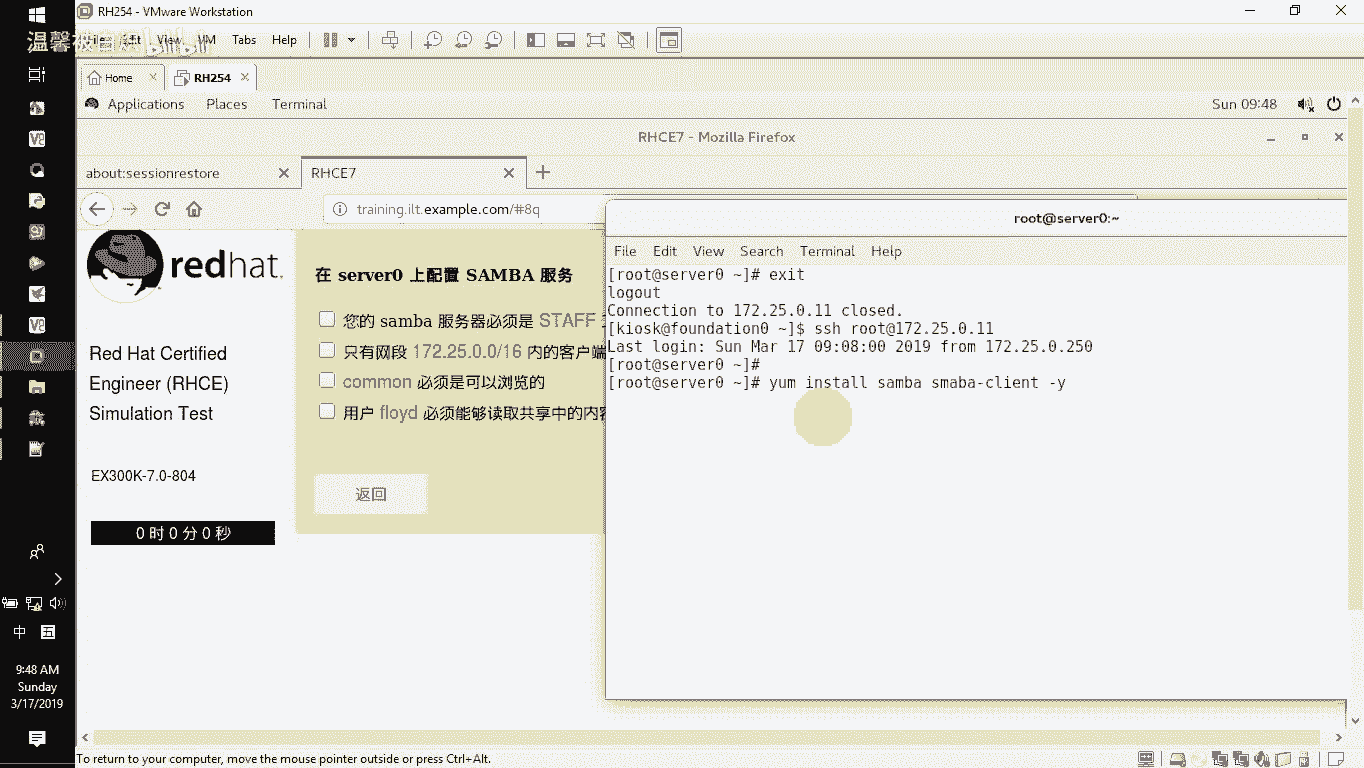 RH254 - VMware Workstation
温馨
Edit View VM Tabs Help
Home
RH254
Applications Places Terminal
Sun 09:48
RHCE7 - Mozilla Firefox
about:sessionrestore
RHCE7
training.ilt.example.com/#8q
redhat.
Red Hat Certified
Engineer (RHCE)
Simulation Test
EX300K-7.0-804
0 时 0 分 0 秒
在 server0 上配置 SAMBA 服务
您的 samba 服务器必须是 STAFF
只有网段 172.25.0.0/16 内的客户端
common 必须是可以浏览的
用户 floyd 必须能够读取共享中的内容
返回
root@server0:~
File Edit View Search Terminal Help
[root@server0 ~]# exit
logout
Connection to 172.25.0.11 closed.
[kiosk@foundation0 ~]$ ssh root@172.25.0.11
Last login: Sun Mar 17 09:08:00 2019 from 172.25.0.250
[root@server0 ~]#
[root@server0 ~]# yum install samba smaba-client -y
中 五
9:48 AM
Sunday
3/17/2019
To return to your computer, move the mouse pointer outside or press Ctrl+Alt.